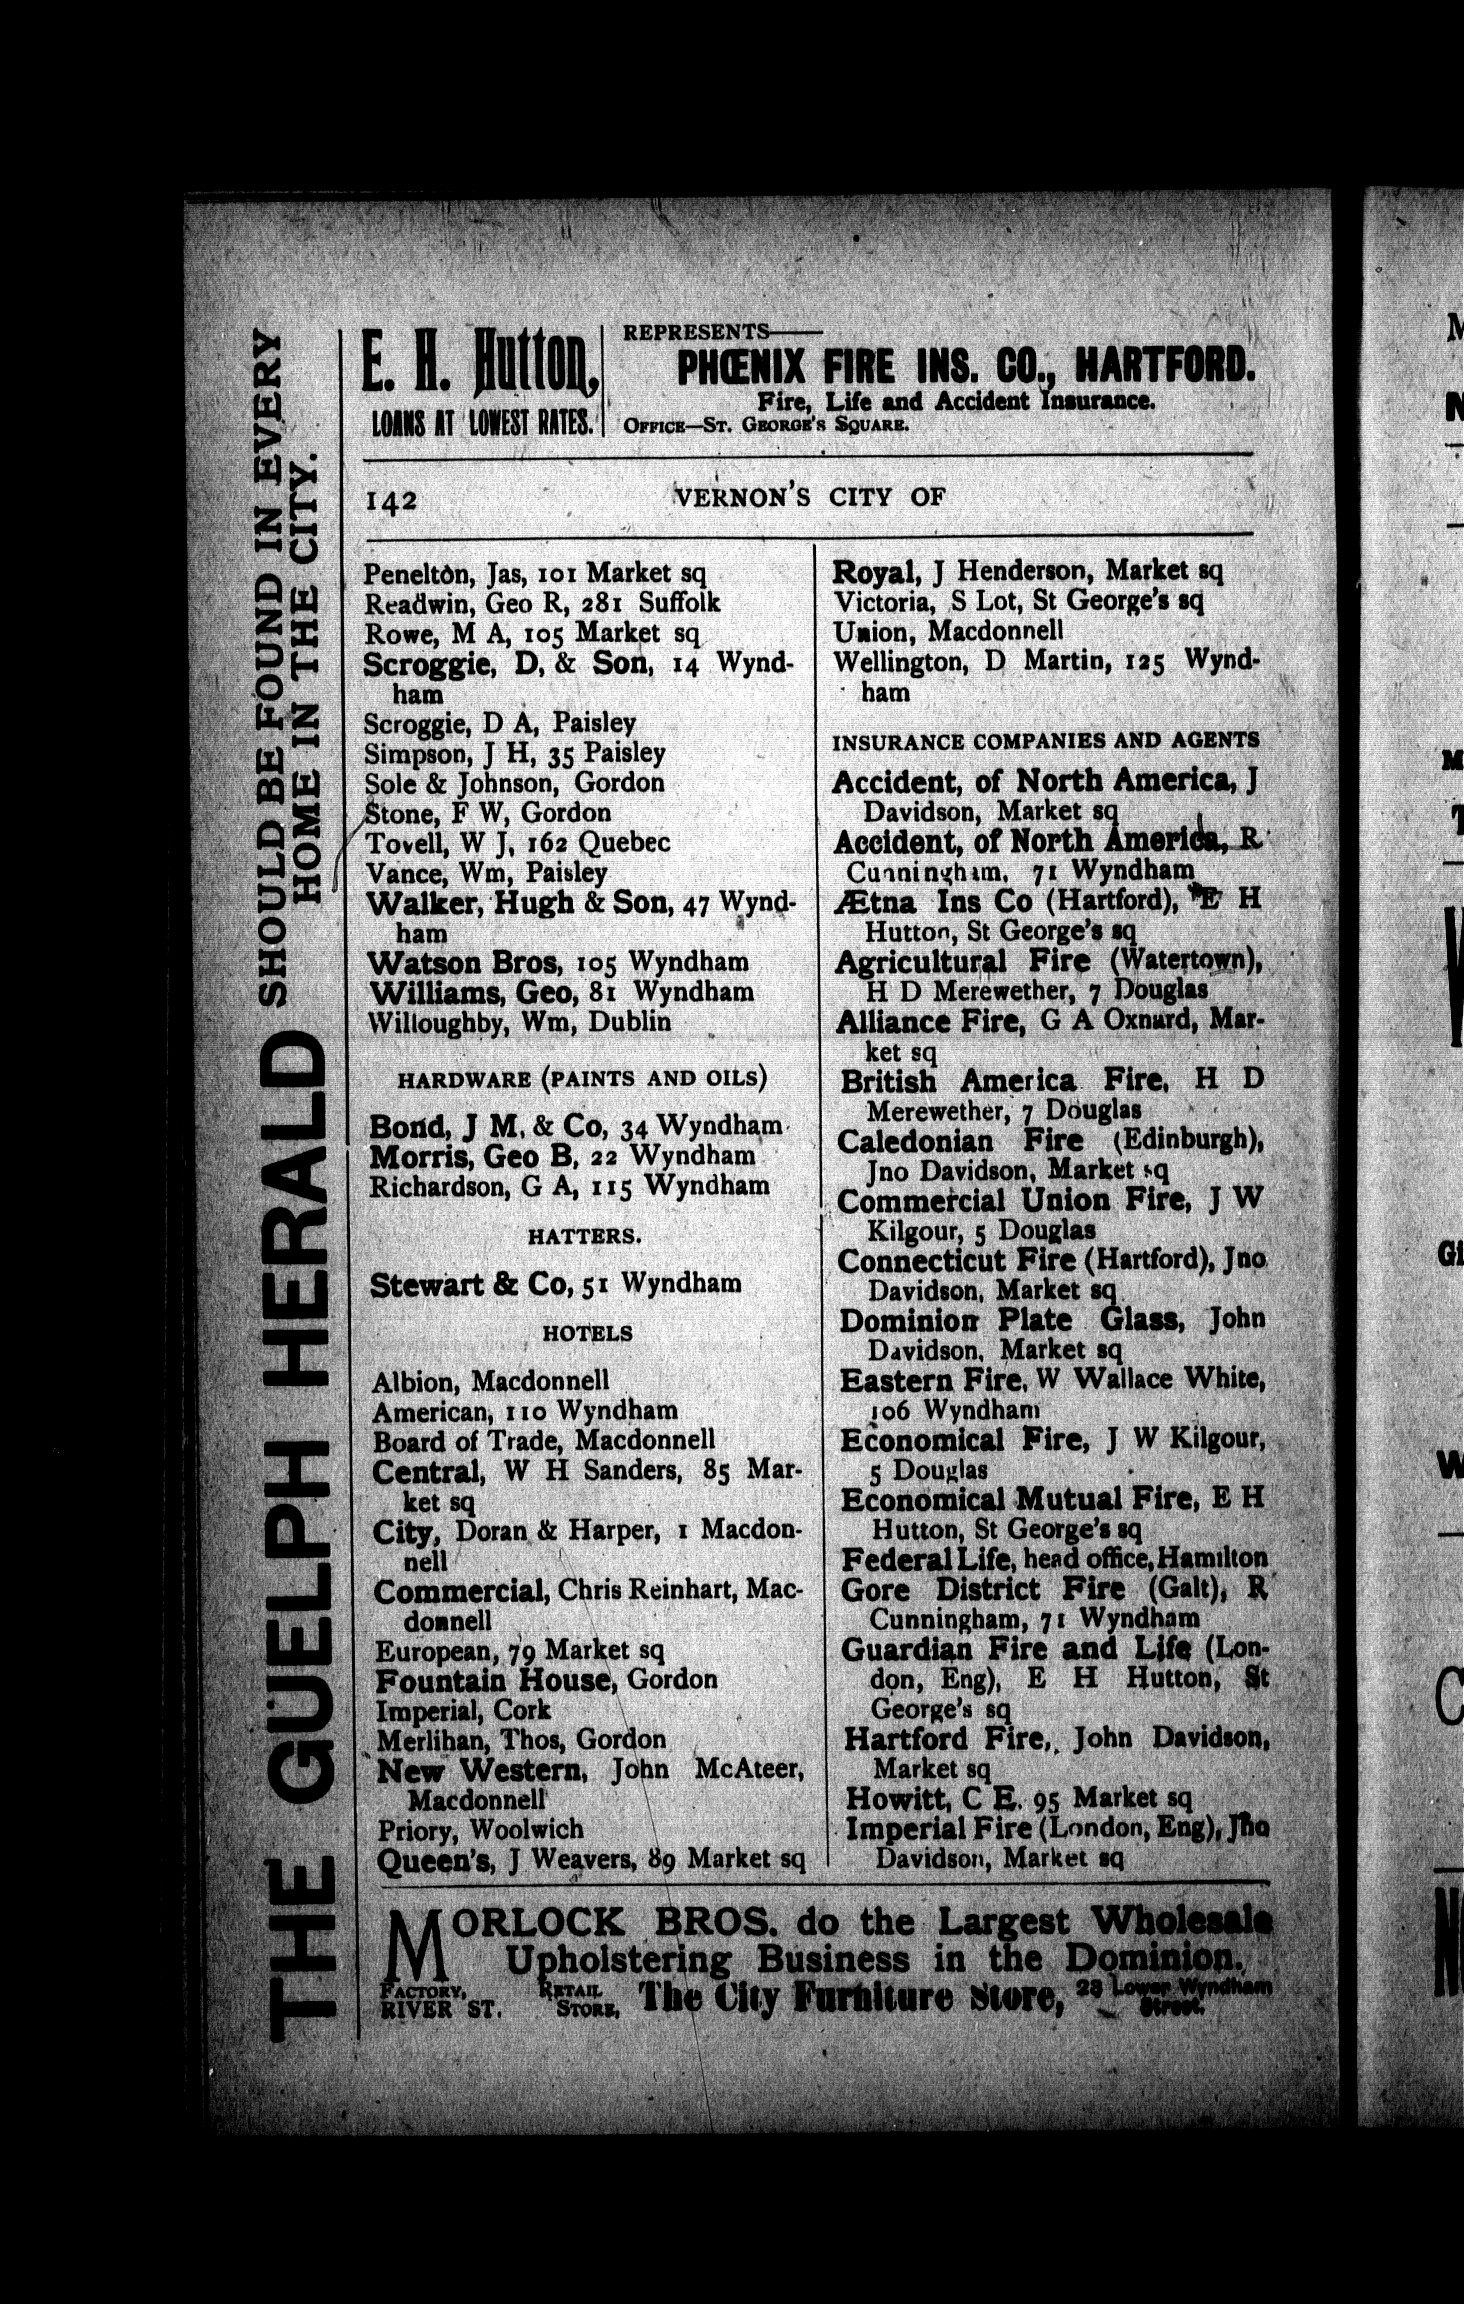 THE GUELPH HERALD SHOULD BE FOUND IN EVERY
HOME IN THE CITY.
E. H. Hutton,
LOANS AT LOWEST RATES.
REPRESENTS—
PHŒNIX FIRE INS. CO., HARTFORD.
Fire, Life and Accident Insurance.
OFFICE—ST. GEORGE'S SQUARE.
142 VERNON'S CITY OF
Penelton, Jas, 101 Market sq
Readwin, Geo R, 281 Suffolk
Rowe, M A, 105 Market sq
Scroggie, D, & Son, 14 Wynd-
ham
Scroggie, D A, Paisley
Simpson, J H, 35 Paisley
Sole & Johnson, Gordon
Stone, F W, Gordon
Tovell, W J, 162 Quebec
Vance, Wm, Paisley
Walker, Hugh & Son, 47 Wynd-
ham
Watson Bros, 105 Wyndham
Williams, Geo, 81 Wyndham
Willoughby, Wm, Dublin
HARDWARE (PAINTS AND OILS)
Bond, J M, & Co, 34 Wyndham
Morris, Geo B, 22 Wyndham
Richardson, G A, 115 Wyndham
HATTERS.
Stewart & Co, 51 Wyndham
HOTELS
Albion, Macdonnell
American, 110 Wyndham
Board of Trade, Macdonnell
Central, W H Sanders, 85 Mar-
ket sq
City, Doran & Harper, 1 Macdon-
nell
Commercial, Chris Reinhart, Mac-
donnell
European, 79 Market sq
Fountain House, Gordon
Imperial, Cork
Merlihan, Thos, Gordon
New Western, John McAteer,
Macdonnell
Priory, Woolwich
Queen's, J Weavers, 89 Market sq
Royal, J Henderson, Market sq
Victoria, S Lot, St George's sq
Union, Macdonnell
Wellington, D Martin, 125 Wynd-
ham
INSURANCE COMPANIES AND AGENTS
Accident, of North America, J
Davidson, Market sq
Accident, of North America, R
Cunningham, 71 Wyndham
Ætna Ins Co (Hartford), E H
Hutton, St George's sq
Agricultural Fire (Watertown),
H D Merewether, 7 Douglas
Alliance Fire, G A Oxnard, Mar-
ket sq
British America Fire, H D
Merewether, 7 Douglas
Caledonian Fire (Edinburgh),
Jno Davidson, Market sq
Commercial Union Fire, J W
Kilgour, 5 Douglas
Connecticut Fire (Hartford), Jno
Davidson, Market sq
Dominion Plate Glass, John
Davidson, Market sq
Eastern Fire, W Wallace White,
106 Wyndham
Economical Fire, J W Kilgour,
5 Douglas
Economical Mutual Fire, E H
Hutton, St George's sq
Federal Life, head office, Hamilton
Gore District Fire (Galt), R
Cunningham, 71 Wyndham
Guardian Fire and Life (Lon-
don, Eng), E H Hutton, St
George's sq
Hartford Fire, John Davidson,
Market sq
Howitt, C E, 95 Market sq
Imperial Fire (London, Eng), Jno
Davidson, Market sq
MORLOCK BROS. do the Largest Wholesale
Upholstering Business in the Dominion.
FACTORY, RIVER ST. RETAIL STORE, The City Furniture Store, 28 Lower Wyndham Street.